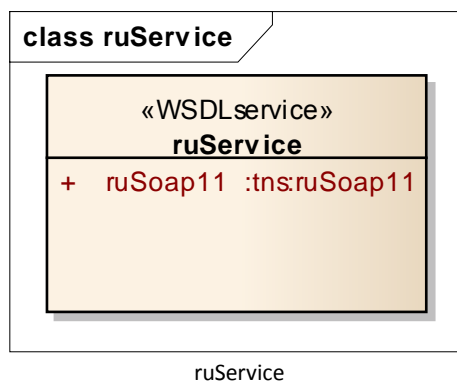 class ruService
«WSDLservice»
ruService
+ ruSoap11 :tns:ruSoap11
ruService